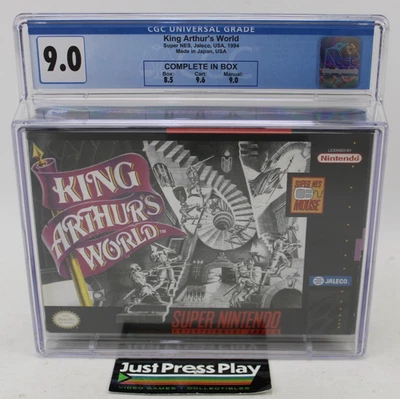 CGC UNIVERSAL GRADE
9.0
King Arthur's World
Super NES, Jaleco, USA, 1994
Made in Japan, USA
COMPLETE IN BOX
Box: Cart: Manual:
8.5 9.6 9.0
LICENSED BY
Nintendo
KING
ARTHUR'S
WORLD™
SUPER NES
MOUSE
JALECO
SUPER NINTENDO
JUST PRESS PLAY
VIDEO GAMES + COLLECTIBLES